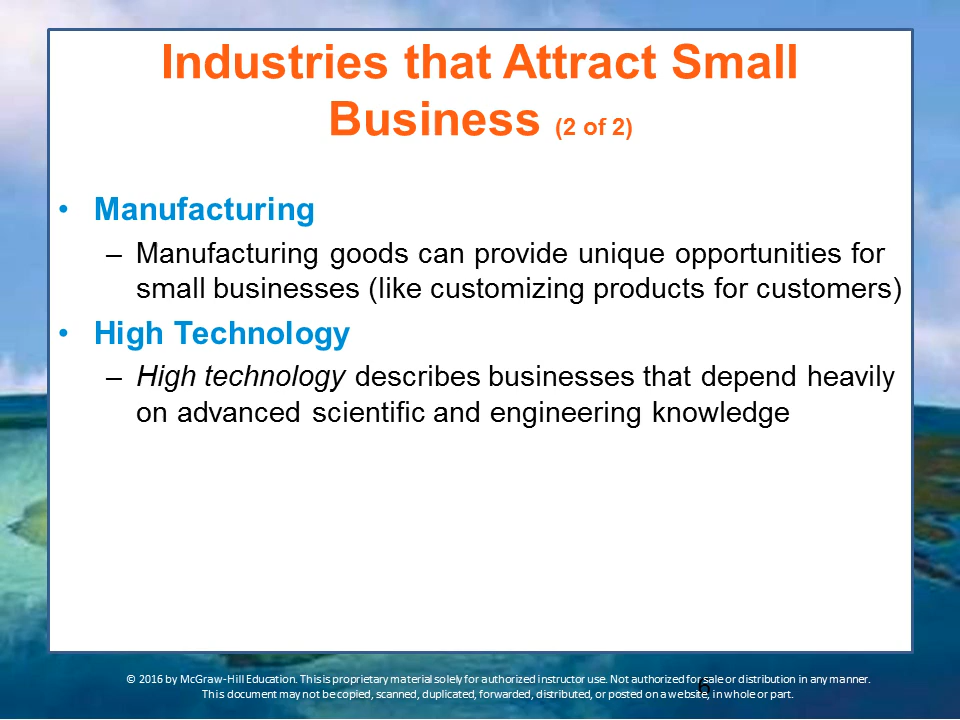 Industries that Attract Small
Business (2 of 2)
• Manufacturing
– Manufacturing goods can provide unique opportunities for
small businesses (like customizing products for customers)
• High Technology
– High technology describes businesses that depend heavily
on advanced scientific and engineering knowledge
© 2016 by McGraw-Hill Education. This is proprietary material solely for authorized instructor use. Not authorized for sale or distribution in any manner.
This document may not be copied, scanned, duplicated, forwarded, distributed, or posted on a website, in whole or part.
6